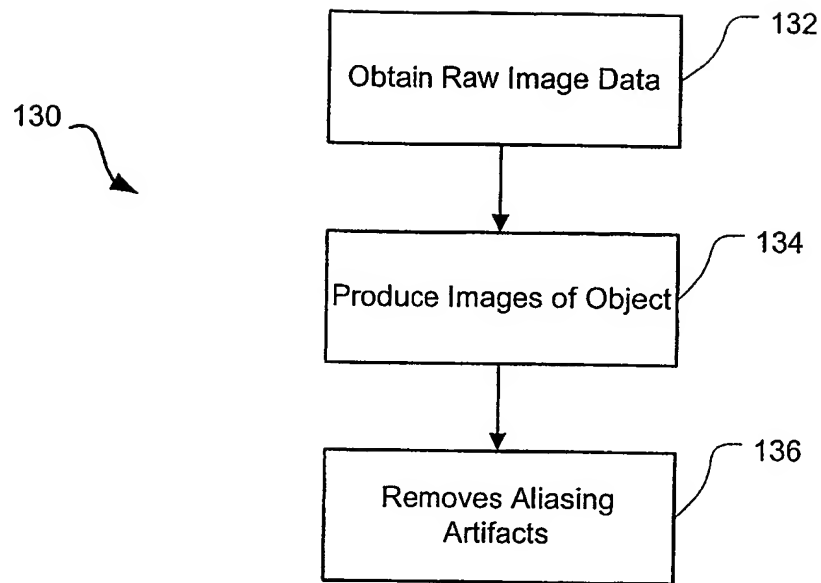 132
Obtain Raw Image Data
130
134
Produce Images of Object
136
Removes Aliasing
Artifacts